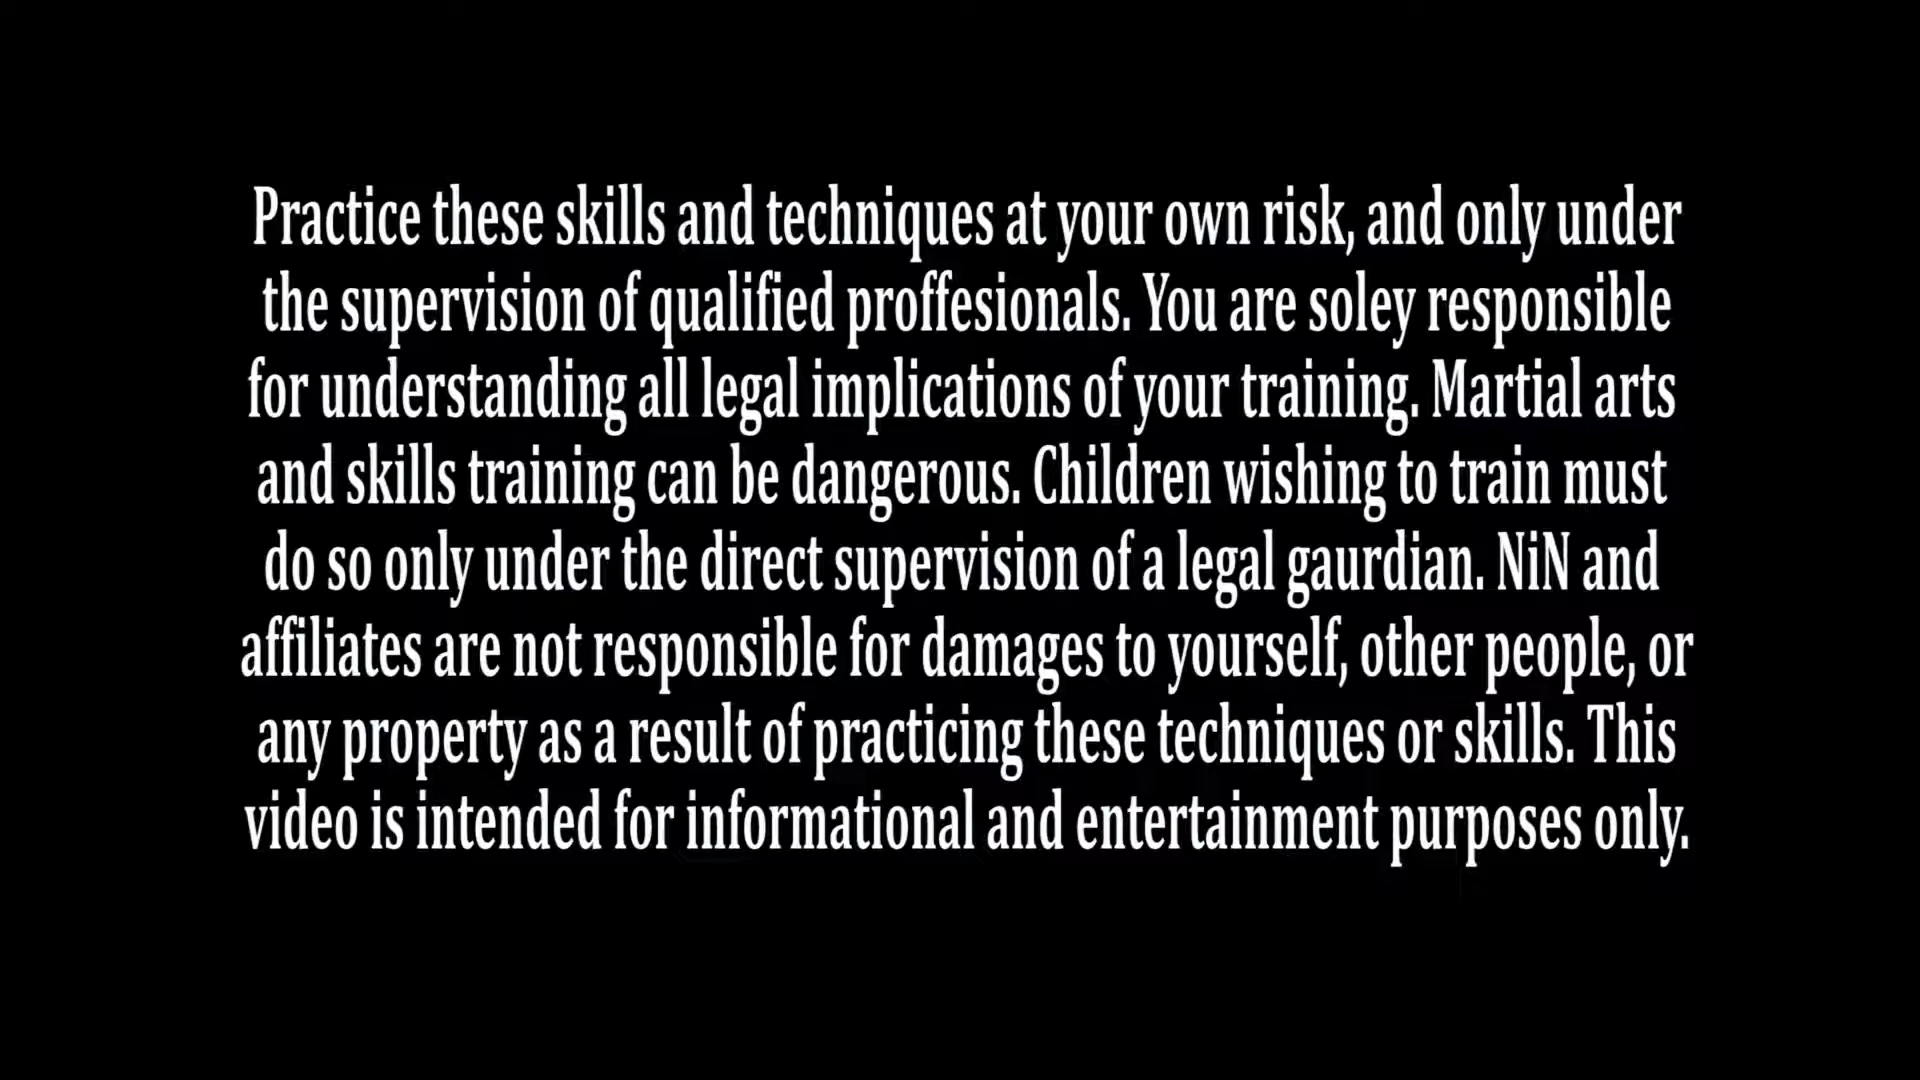 Practice these skills and techniques at your own risk, and only under
the supervision of qualified proffesionals. You are soley responsible
for understanding all legal implications of your training. Martial arts
and skills training can be dangerous. Children wishing to train must
do so only under the direct supervision of a legal gaurdian. NiN and
affiliates are not responsible for damages to yourself, other people, or
any property as a result of practicing these techniques or skills. This
video is intended for informational and entertainment purposes only.